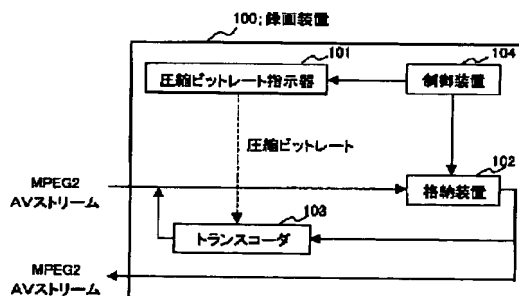 100; 録画装置
101
104
圧縮ビットレート指示器
制御装置
圧縮ビットレート
102
MPEG2
AVストリーム
格納装置
103
トランスコーダ
MPEG2
AVストリーム